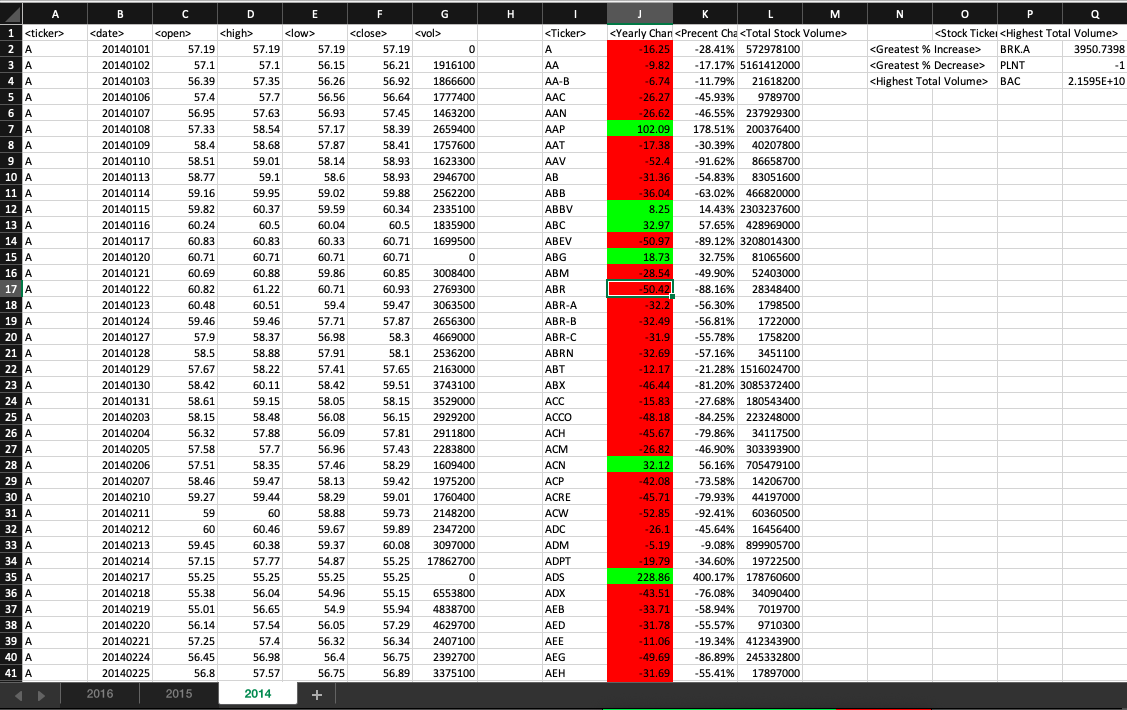 A B C D E F G H I J K L M N O P Q
1 <ticker> <date> <open> <high> <low> <close> <vol> <Ticker> <Yearly Chan <Precent Cha <Total Stock Volume> <Stock Ticker <Highest Total Volume>
2 A 20140101 57.19 57.19 57.19 57.19 0 A -16.25 -28.41% 572978100 <Greatest % Increase> BRK.A 3950.7398
3 A 20140102 57.1 57.1 56.15 56.21 1916100 AA -9.82 -17.17% 5161412000 <Greatest % Decrease> PLNT -1
4 A 20140103 56.39 57.35 56.26 56.92 1866600 AA-B -6.74 -11.79% 21618200 <Highest Total Volume> BAC 2.1595E+10
5 A 20140106 57.4 57.7 56.56 56.64 1777400 AAC -26.27 -45.93% 9789700
6 A 20140107 56.95 57.63 56.93 57.45 1463200 AAN -26.62 -46.55% 237929300
7 A 20140108 57.33 58.54 57.17 58.39 2659400 AAP 102.09 178.51% 200376400
8 A 20140109 58.4 58.68 57.87 58.41 1757600 AAT -17.38 -30.39% 40207800
9 A 20140110 58.51 59.01 58.14 58.93 1623300 AAV -52.4 -91.62% 86658700
10 A 20140113 58.77 59.1 58.6 58.93 2946700 AB -31.36 -54.83% 83051600
11 A 20140114 59.16 59.95 59.02 59.88 2562200 ABB -36.04 -63.02% 466820000
12 A 20140115 59.82 60.37 59.59 60.34 2335100 ABBV 8.25 14.43% 2303237600
13 A 20140116 60.24 60.5 60.04 60.5 1835900 ABC 32.97 57.65% 428969000
14 A 20140117 60.83 60.83 60.33 60.71 1699500 ABEV -50.97 -89.12% 3208014300
15 A 20140120 60.71 60.71 60.71 60.71 0 ABG 18.73 32.75% 81065600
16 A 20140121 60.69 60.88 59.86 60.85 3008400 ABM -28.54 -49.90% 52403000
17 A 20140122 60.82 61.22 60.71 60.93 2769300 ABR -50.42 -88.16% 28348400
18 A 20140123 60.48 60.51 59.4 59.47 3063500 ABR-A -32.2 -56.30% 1798500
19 A 20140124 59.46 59.46 57.71 57.87 2656300 ABR-B -32.49 -56.81% 1722000
20 A 20140127 57.9 58.37 56.98 58.3 4669000 ABR-C -31.9 -55.78% 1758200
21 A 20140128 58.5 58.88 57.91 58.1 2536200 ABRN -32.69 -57.16% 3451100
22 A 20140129 57.67 58.22 57.41 57.65 2163000 ABT -12.17 -21.28% 1516024700
23 A 20140130 58.42 60.11 58.42 59.51 3743100 ABX -46.44 -81.20% 3085372400
24 A 20140131 58.61 59.15 58.05 58.15 3529000 ACC -15.83 -27.68% 180543400
25 A 20140203 58.15 58.48 56.08 56.15 2929200 ACCO -48.18 -84.25% 223248000
26 A 20140204 56.32 57.88 56.09 57.81 2911800 ACH -45.67 -79.86% 34117500
27 A 20140205 57.58 57.7 56.96 57.43 2283800 ACM -26.82 -46.90% 303393900
28 A 20140206 57.51 58.35 57.46 58.29 1609400 ACN 32.12 56.16% 705479100
29 A 20140207 58.46 59.47 58.13 59.42 1975200 ACP -42.08 -73.58% 14206700
30 A 20140210 59.27 59.44 58.29 59.01 1760400 ACRE -45.71 -79.93% 44197000
31 A 20140211 59 60 58.88 59.73 2148200 ACW -52.85 -92.41% 60360500
32 A 20140212 60 60.46 59.67 59.89 2347200 ADC -26.1 -45.64% 16456400
33 A 20140213 59.45 60.38 59.37 60.08 3097000 ADM -5.19 -9.08% 899905700
34 A 20140214 57.15 57.77 54.87 55.25 17862700 ADPT -19.79 -34.60% 19722500
35 A 20140217 55.25 55.25 55.25 55.25 0 ADS 228.86 400.17% 178760600
36 A 20140218 55.38 56.04 54.96 55.15 6553800 ADX -43.51 -76.08% 34090400
37 A 20140219 55.01 56.65 54.9 55.94 4838700 AEB -33.71 -58.94% 7019700
38 A 20140220 56.14 57.54 56.05 57.29 4629700 AED -31.78 -55.57% 9710300
39 A 20140221 57.25 57.4 56.32 56.34 2407100 AEE -11.06 -19.34% 412343900
40 A 20140224 56.45 56.98 56.4 56.75 2392700 AEG -49.69 -86.89% 245332800
41 A 20140225 56.8 57.57 56.75 56.89 3375100 AEH -31.69 -55.41% 17897000
2016 2015 2014 +